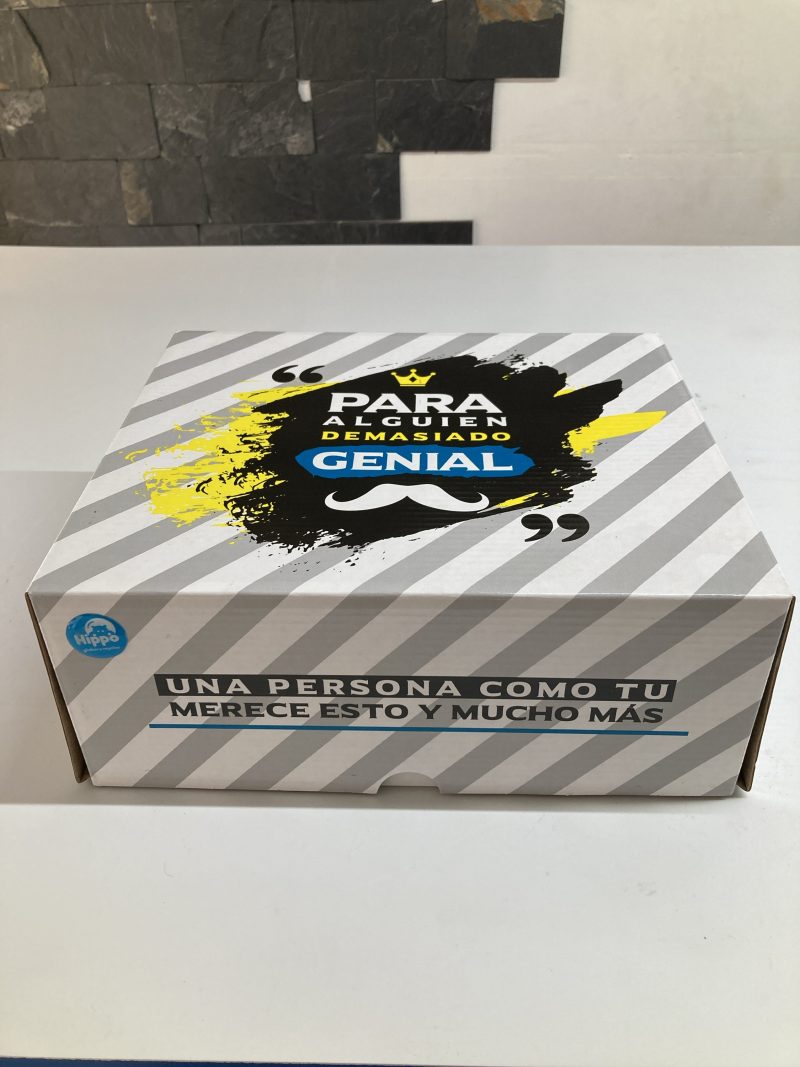 “
PARA
ALGUIEN
DEMASIADO
GENIAL
”
Hippo
UNA PERSONA COMO TU
MERECE ESTO Y MUCHO MÁS